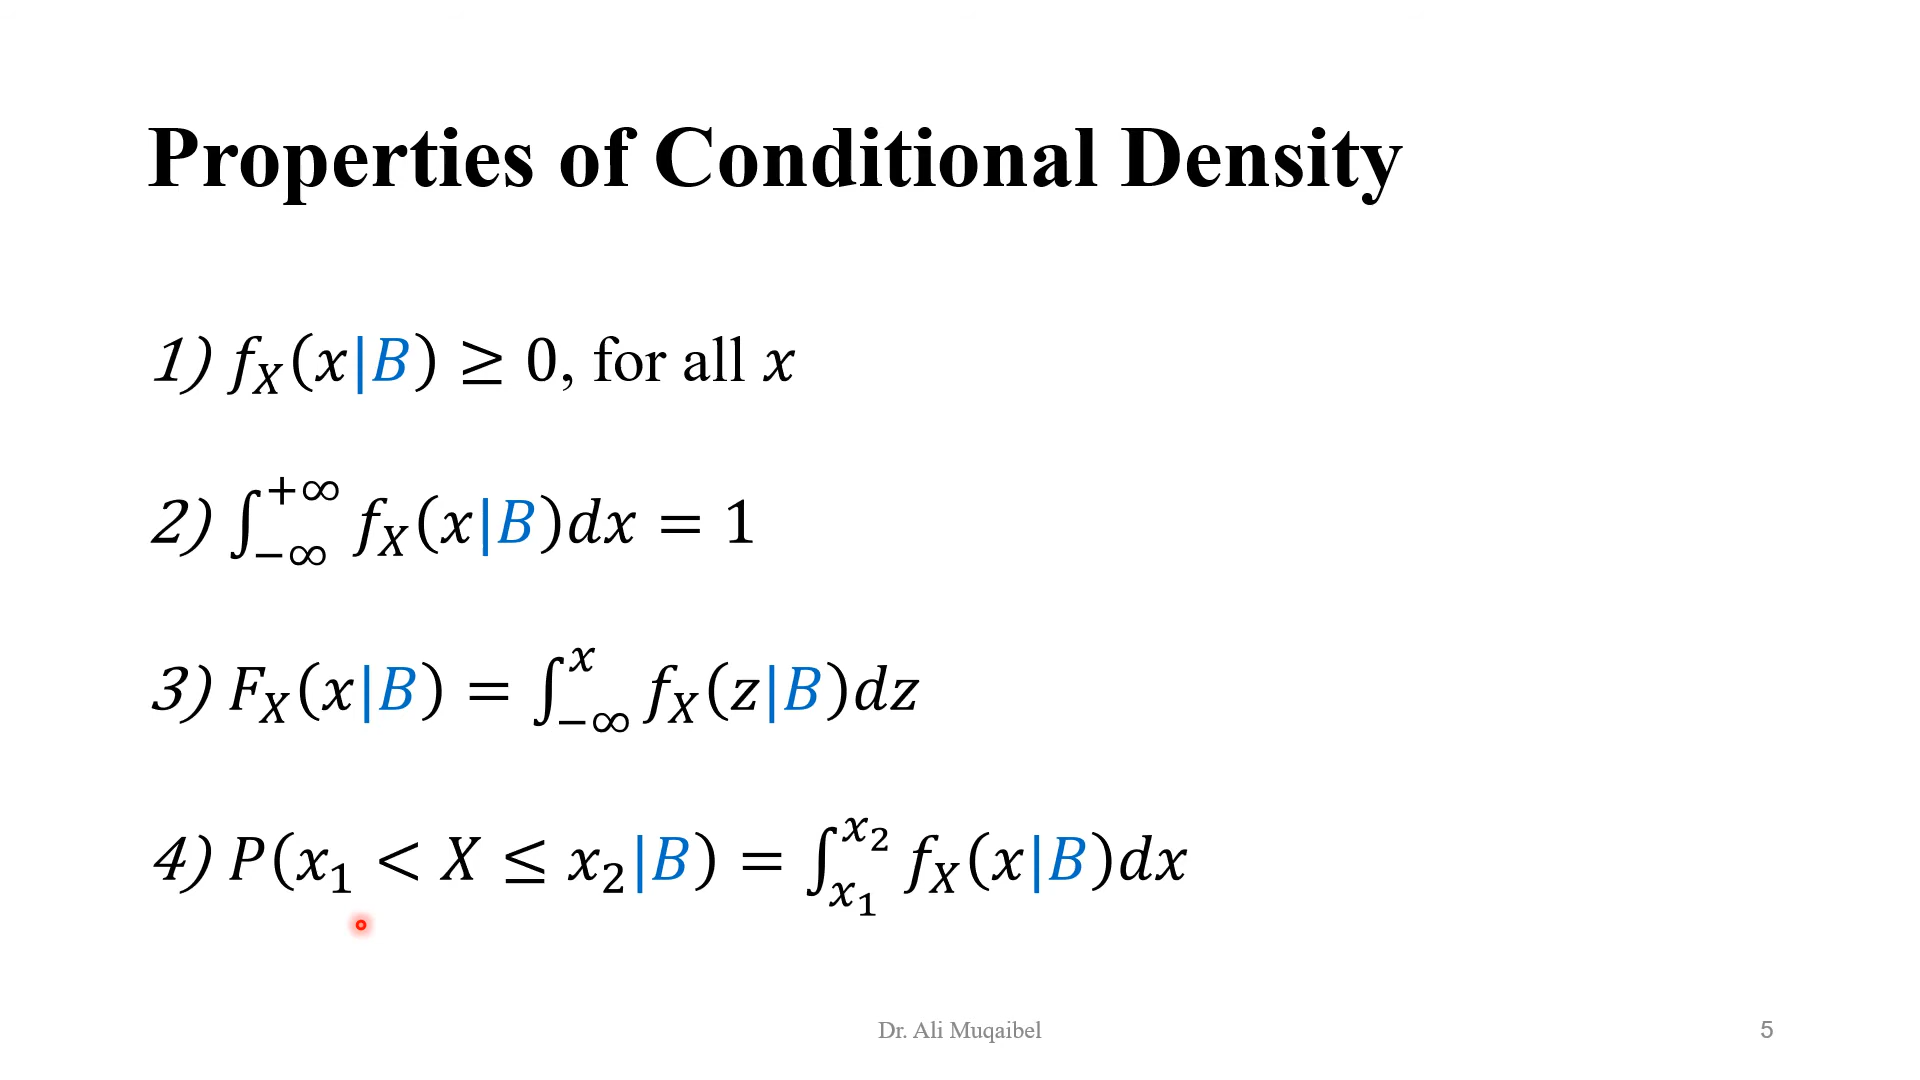 Properties of Conditional Density
1) f_X(x|B) ≥ 0, for all x
2) ∫_{−∞}^{+∞} f_X(x|B)dx = 1
3) F_X(x|B) = ∫_{−∞}^{x} f_X(z|B)dz
4) P(x_1 < X ≤ x_2|B) = ∫_{x_1}^{x_2} f_X(x|B)dx
Dr. Ali Muqaibel
5